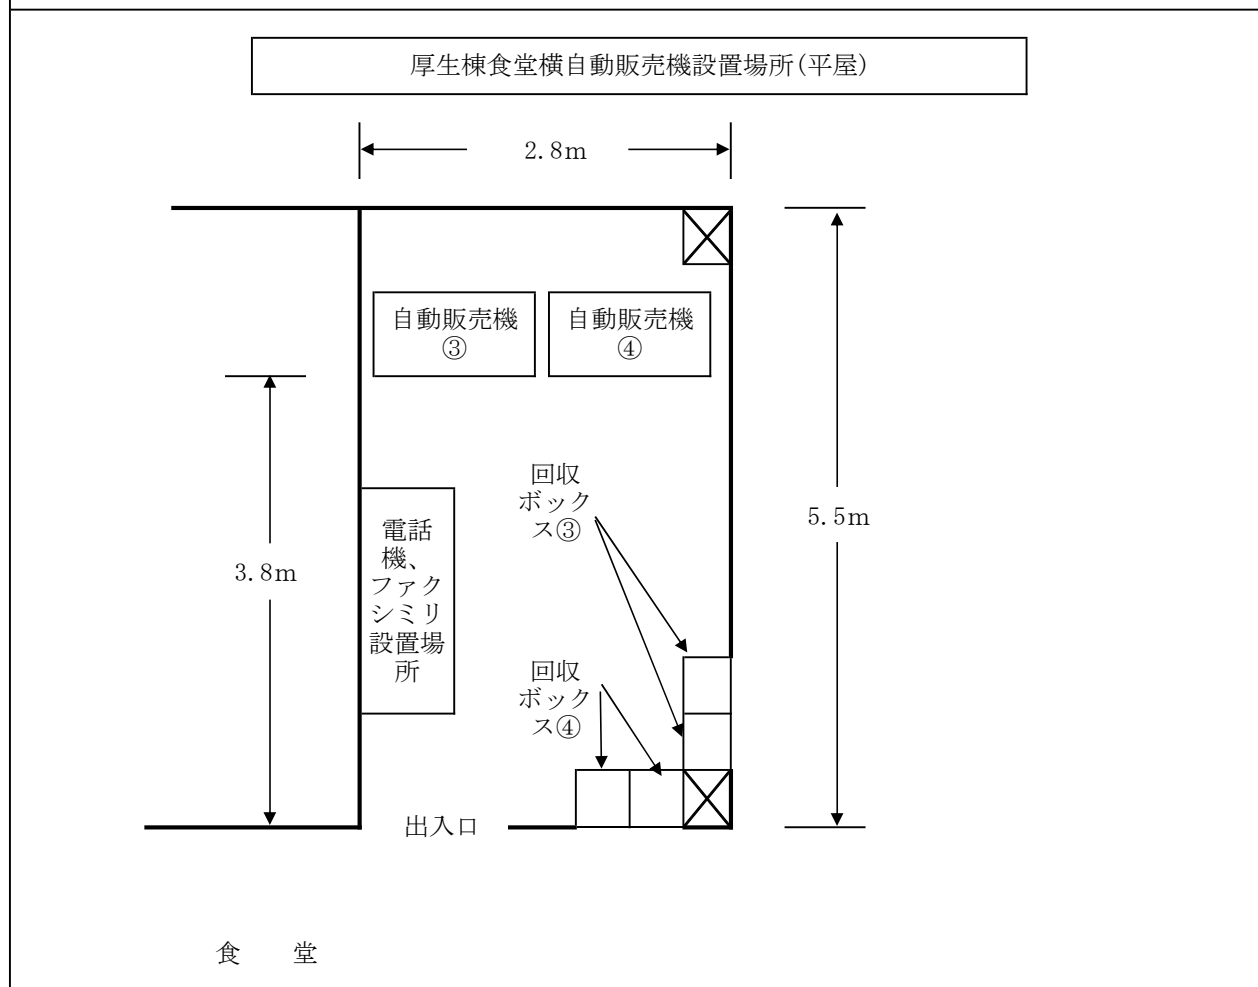 厚生棟食堂横自動販売機設置場所(平屋)
2.8m
自動販売機
③
自動販売機
④
回収
ボック
ス③
5.5m
電話
機、
ファク
シミリ
設置場
所
3.8m
回収
ボック
ス④
出入口
食　堂